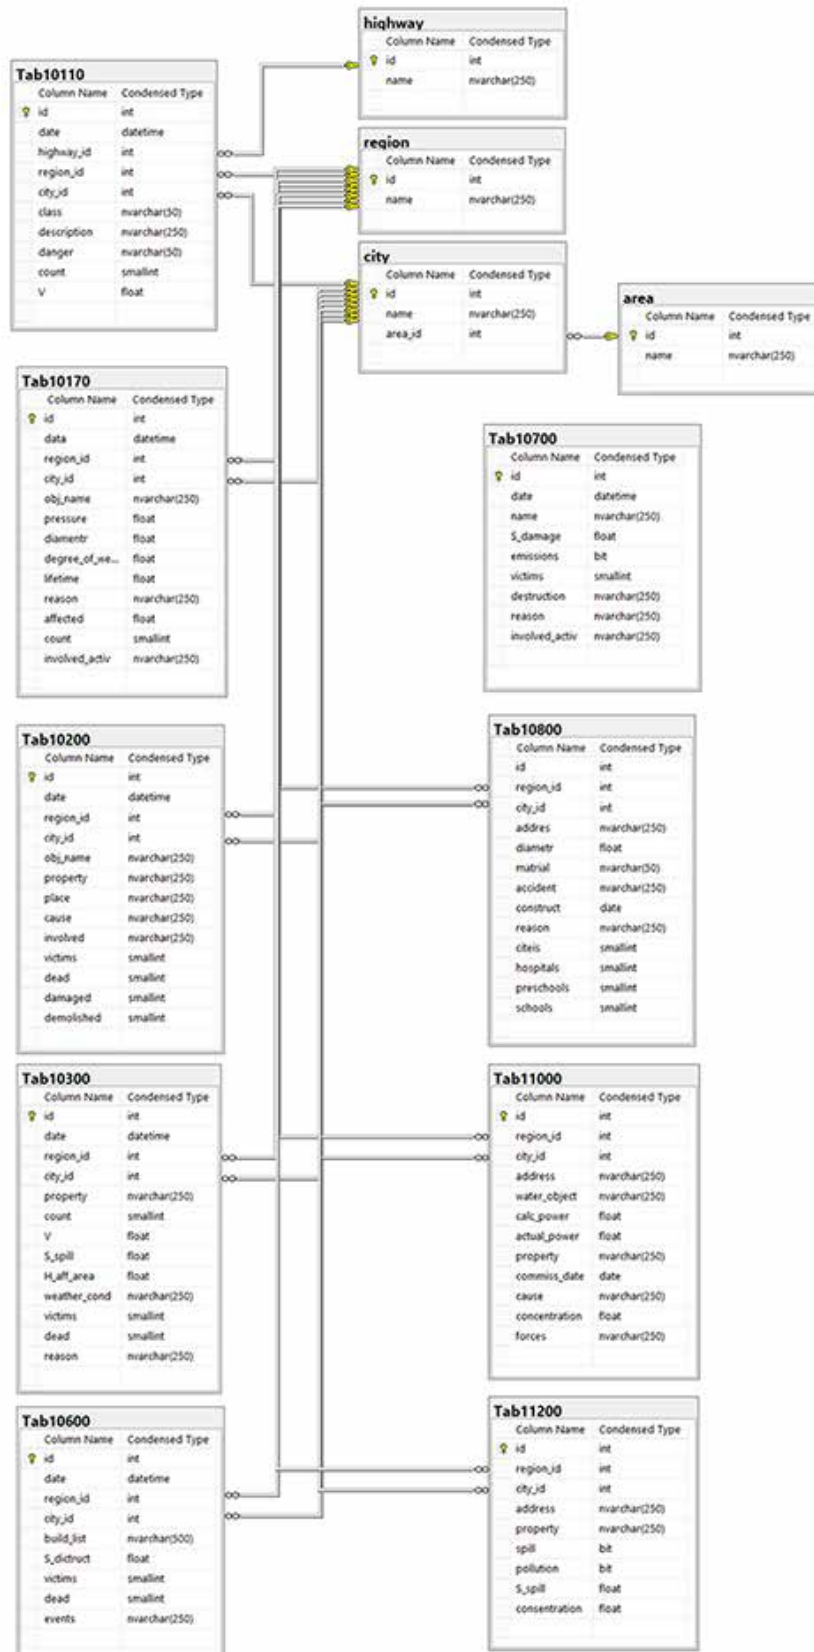 highway
Column Name Condensed Type
id int
name nvarchar(250)
Tab10110
Column Name Condensed Type
id int
date datetime
highway_id int
region_id int
city_id int
class nvarchar(50)
description nvarchar(250)
danger nvarchar(50)
count smallint
V float
region
Column Name Condensed Type
id int
name nvarchar(250)
city
Column Name Condensed Type
id int
name nvarchar(250)
area_id int
area
Column Name Condensed Type
id int
name nvarchar(250)
Tab10170
Column Name Condensed Type
id int
data datetime
region_id int
city_id int
obj_name nvarchar(250)
pressure float
diamentr float
degree_of_we... float
lifetime float
reason nvarchar(250)
affected float
count smallint
involved_activ nvarchar(250)
Tab10700
Column Name Condensed Type
id int
date datetime
name nvarchar(250)
S_damage float
emissions bit
victims smallint
destruction nvarchar(250)
reason nvarchar(250)
involved_activ nvarchar(250)
Tab10200
Column Name Condensed Type
id int
date datetime
region_id int
city_id int
obj_name nvarchar(250)
property nvarchar(250)
place nvarchar(250)
cause nvarchar(250)
involved nvarchar(250)
victims smallint
dead smallint
damaged smallint
demolished smallint
Tab10800
Column Name Condensed Type
id int
region_id int
city_id int
addres nvarchar(250)
diametr float
matrial nvarchar(50)
accident nvarchar(250)
construct date
reason nvarchar(250)
citeis smallint
hospitals smallint
preschools smallint
schools smallint
Tab10300
Column Name Condensed Type
id int
date datetime
region_id int
city_id int
property nvarchar(250)
count smallint
V float
S_spill float
H_aff_area float
weather_cond nvarchar(250)
victims smallint
dead smallint
reason nvarchar(250)
Tab11000
Column Name Condensed Type
id int
region_id int
city_id int
address nvarchar(250)
water_object nvarchar(250)
calc_power float
actual_power float
property nvarchar(250)
commiss_date date
cause nvarchar(250)
concentration float
forces nvarchar(250)
Tab10600
Column Name Condensed Type
id int
date datetime
region_id int
city_id int
build_list nvarchar(500)
S_dictruct float
victims smallint
dead smallint
events nvarchar(250)
Tab11200
Column Name Condensed Type
id int
region_id int
city_id int
address nvarchar(250)
property nvarchar(250)
spill bit
pollution bit
S_spill float
consentration float